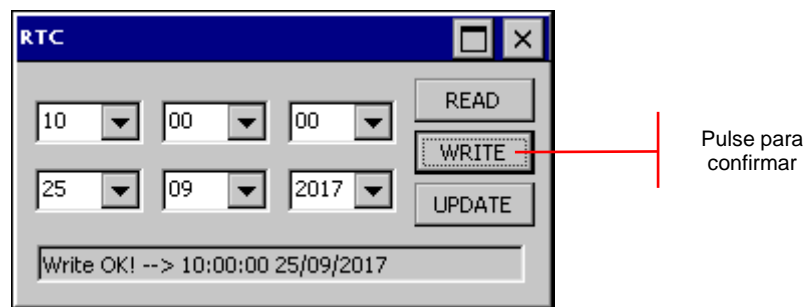 RTC
10 00 00 READ
WRITE
25 09 2017 UPDATE
Write OK! --> 10:00:00 25/09/2017
Pulse para
confirmar